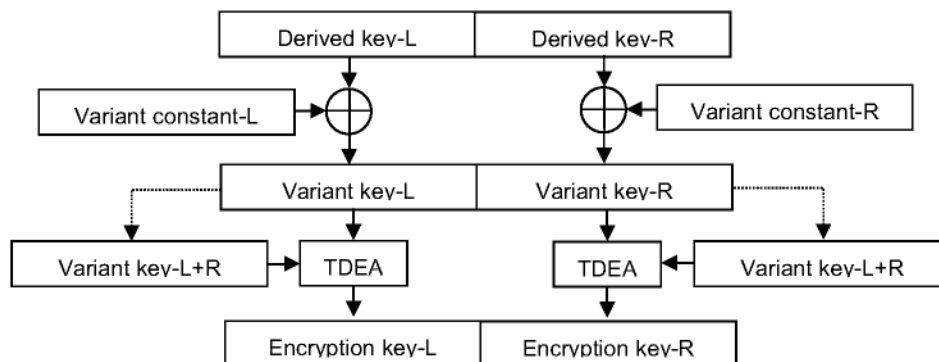 Derived key-L Derived key-R
Variant constant-L Variant constant-R
Variant key-L Variant key-R
Variant key-L+R TDEA TDEA Variant key-L+R
Encryption key-L Encryption key-R